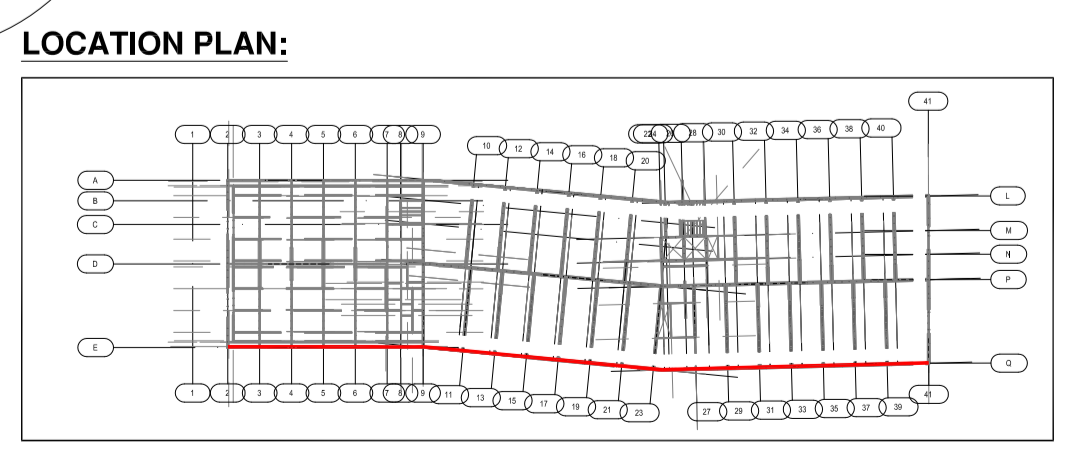 LOCATION PLAN:
41
1 2 3 4 5 6 7 8 9 22 24 28 30 32 34 36 38 40
10 12 14 16 18 20
A
B L
C M
D N
P
E Q
1 2 3 4 5 6 7 8 9 11 13 15 17 19 21 23 27 29 31 33 35 37 39 41